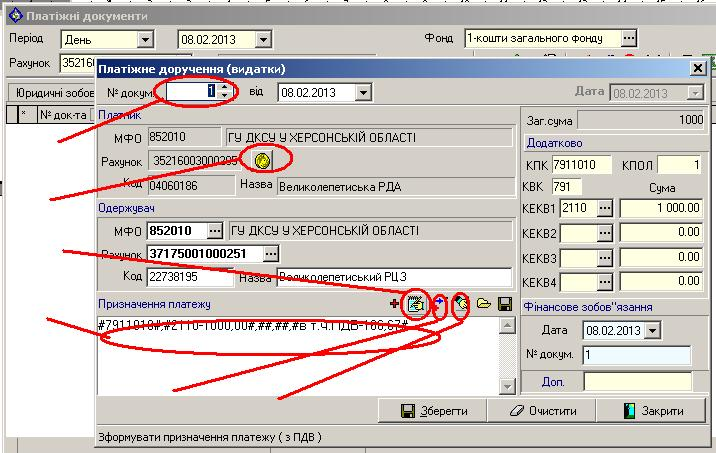 Платіжні документи
Період День 08.02.2013 Фонд 1-кошти загального фонду
Рахунок 35216
Платіжне доручення (видатки)
№ докум. 1 від 08.02.2013 Дата 08.02.2013
Юридичні зобов
* № док-та
Платник
МФО 852010 ГУ ДКСУ У ХЕРСОНСЬКІЙ ОБЛАСТІ
Рахунок 35216003000295
Код 04060186 Назва Великолепетиська РДА
Одержувач
МФО 852010 ГУ ДКСУ У ХЕРСОНСЬКІЙ ОБЛАСТІ
Рахунок 37175001000251
Код 22738195 Назва Великолепетиський РЦЗ
Призначення платежу
#7911010#;#2110-1000,00#,##,##,#в т.ч.ПДВ-166,67#
Заг.сума 1000
Додатково
КПК 7911010 КПОЛ 1
КВК 791 Сума
КЕКВ1 2110 1 000.00
КЕКВ2 0.00
КЕКВ3 0.00
КЕКВ4 0.00
Фінансове зобов"язання
Дата 08.02.2013
№ докум. 1
Доп.
Зберегти Очистити Закрити
Зформувати призначення платежу ( з ПДВ )